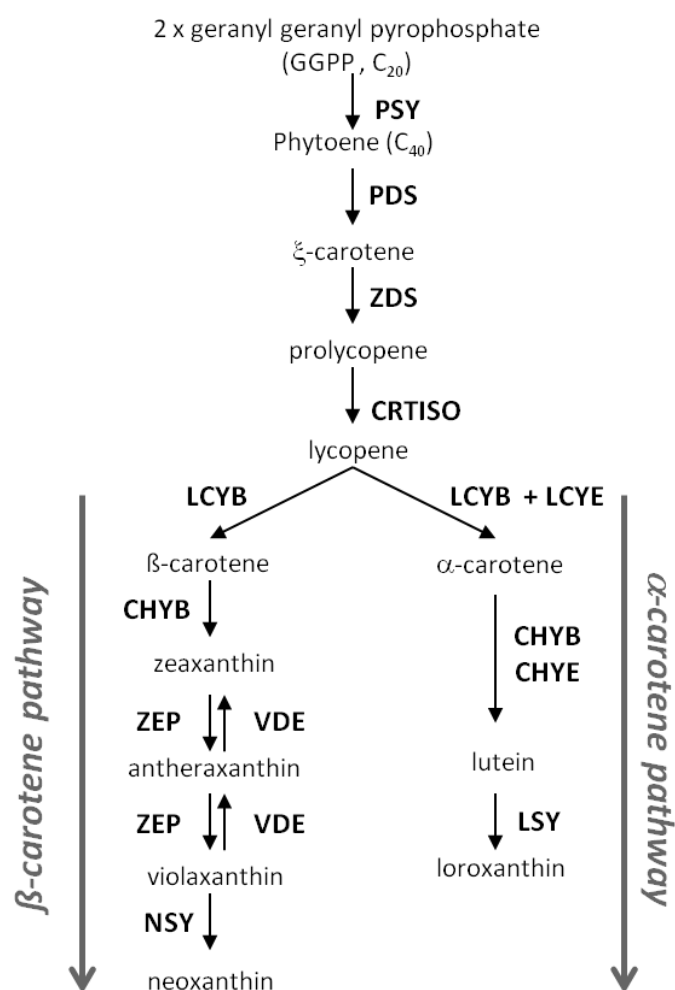 2 x geranyl geranyl pyrophosphate
(GGPP , C₂₀)
PSY
Phytoene (C₄₀)
PDS
ξ-carotene
ZDS
prolycopene
CRTISO
lycopene
LCYB
LCYB + LCYE
ß-carotene
α-carotene
CHYB
CHYB
CHYE
zeaxanthin
ZEP
VDE
antheraxanthin
lutein
ZEP
VDE
LSY
violaxanthin
loroxanthin
NSY
neoxanthin
ß-carotene pathway
α-carotene pathway